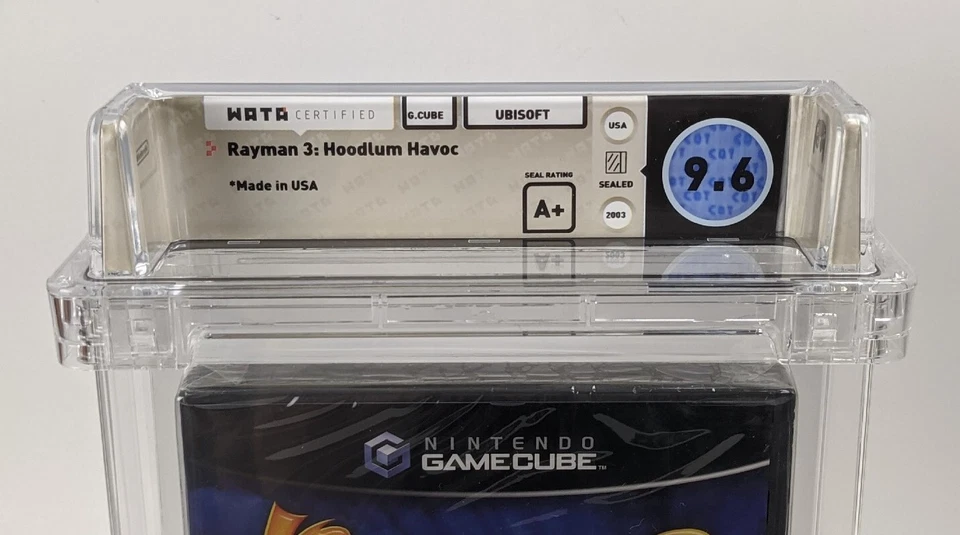 WATA CERTIFIED
G.CUBE
UBISOFT
USA
Rayman 3: Hoodlum Havoc
*Made in USA
SEAL RATING
A+
SEALED
2003
9.6
NINTENDO
GAMECUBE™